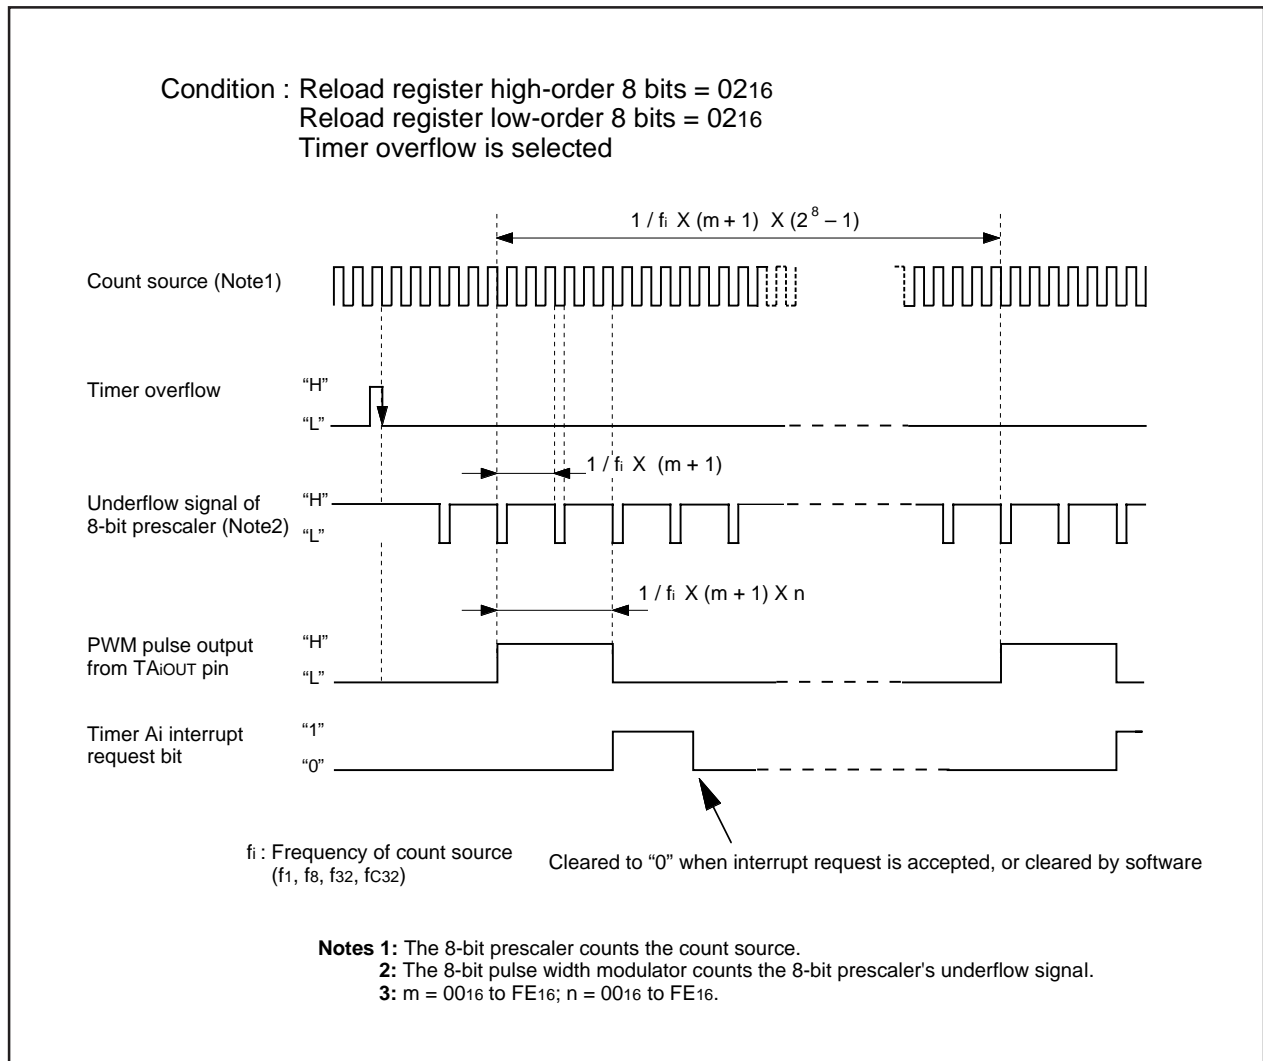 Condition : Reload register high-order 8 bits = 0216
Reload register low-order 8 bits = 0216
Timer overflow is selected
1 / fi X (m + 1) X (2^8 – 1)
Count source (Note1)
Timer overflow
“H”
“L”
1 / fi X (m + 1)
Underflow signal of
8-bit prescaler (Note2)
“H”
“L”
1 / fi X (m + 1) X n
PWM pulse output
from TAiOUT pin
“H”
“L”
Timer Ai interrupt
request bit
“1”
“0”
fi : Frequency of count source
(f1, f8, f32, fC32)
Cleared to “0” when interrupt request is accepted, or cleared by software
Notes 1: The 8-bit prescaler counts the count source.
2: The 8-bit pulse width modulator counts the 8-bit prescaler's underflow signal.
3: m = 0016 to FE16; n = 0016 to FE16.